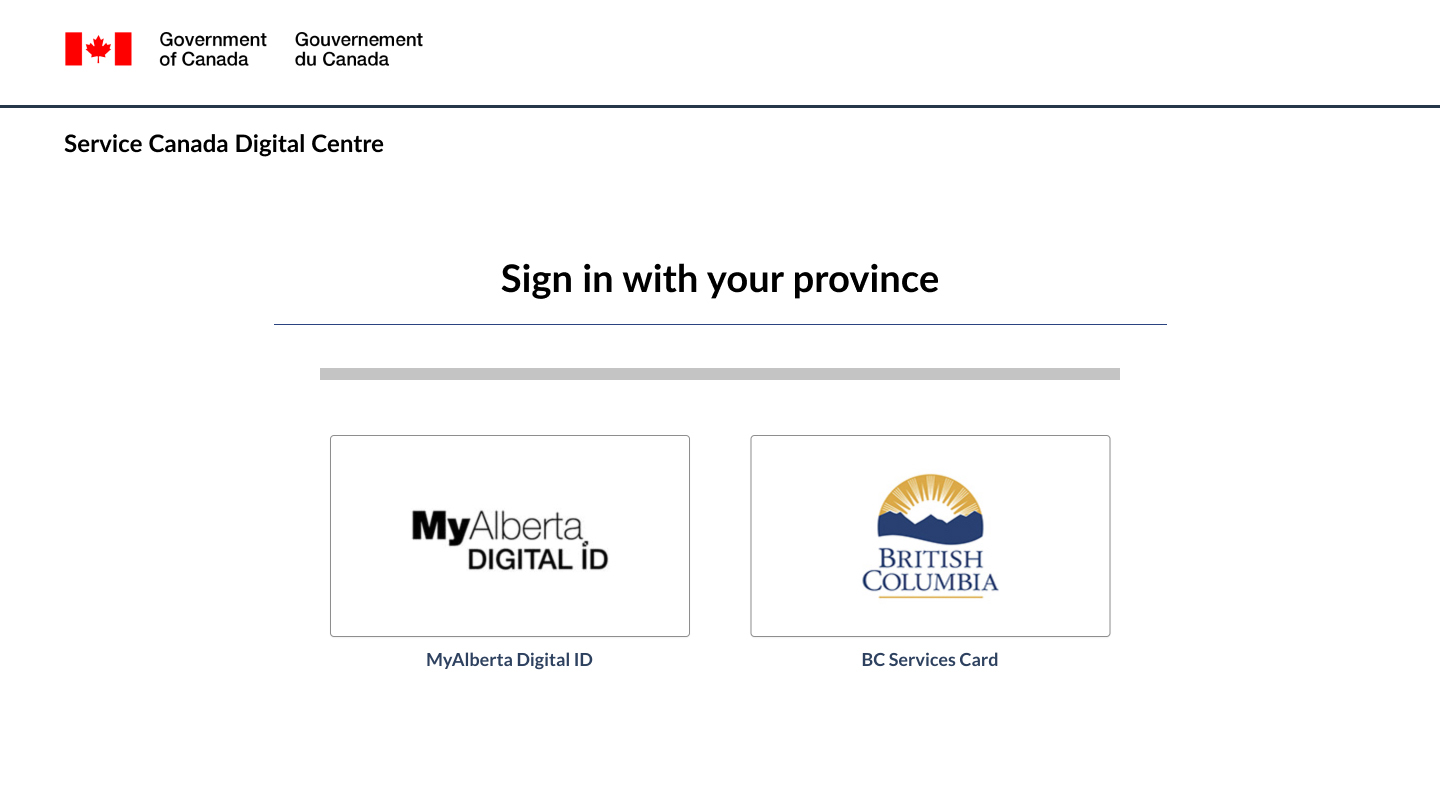 Government
of Canada
Gouvernement
du Canada
Service Canada Digital Centre
Sign in with your province
MyAlberta
DIGITAL ID
BRITISH
COLUMBIA
MyAlberta Digital ID
BC Services Card